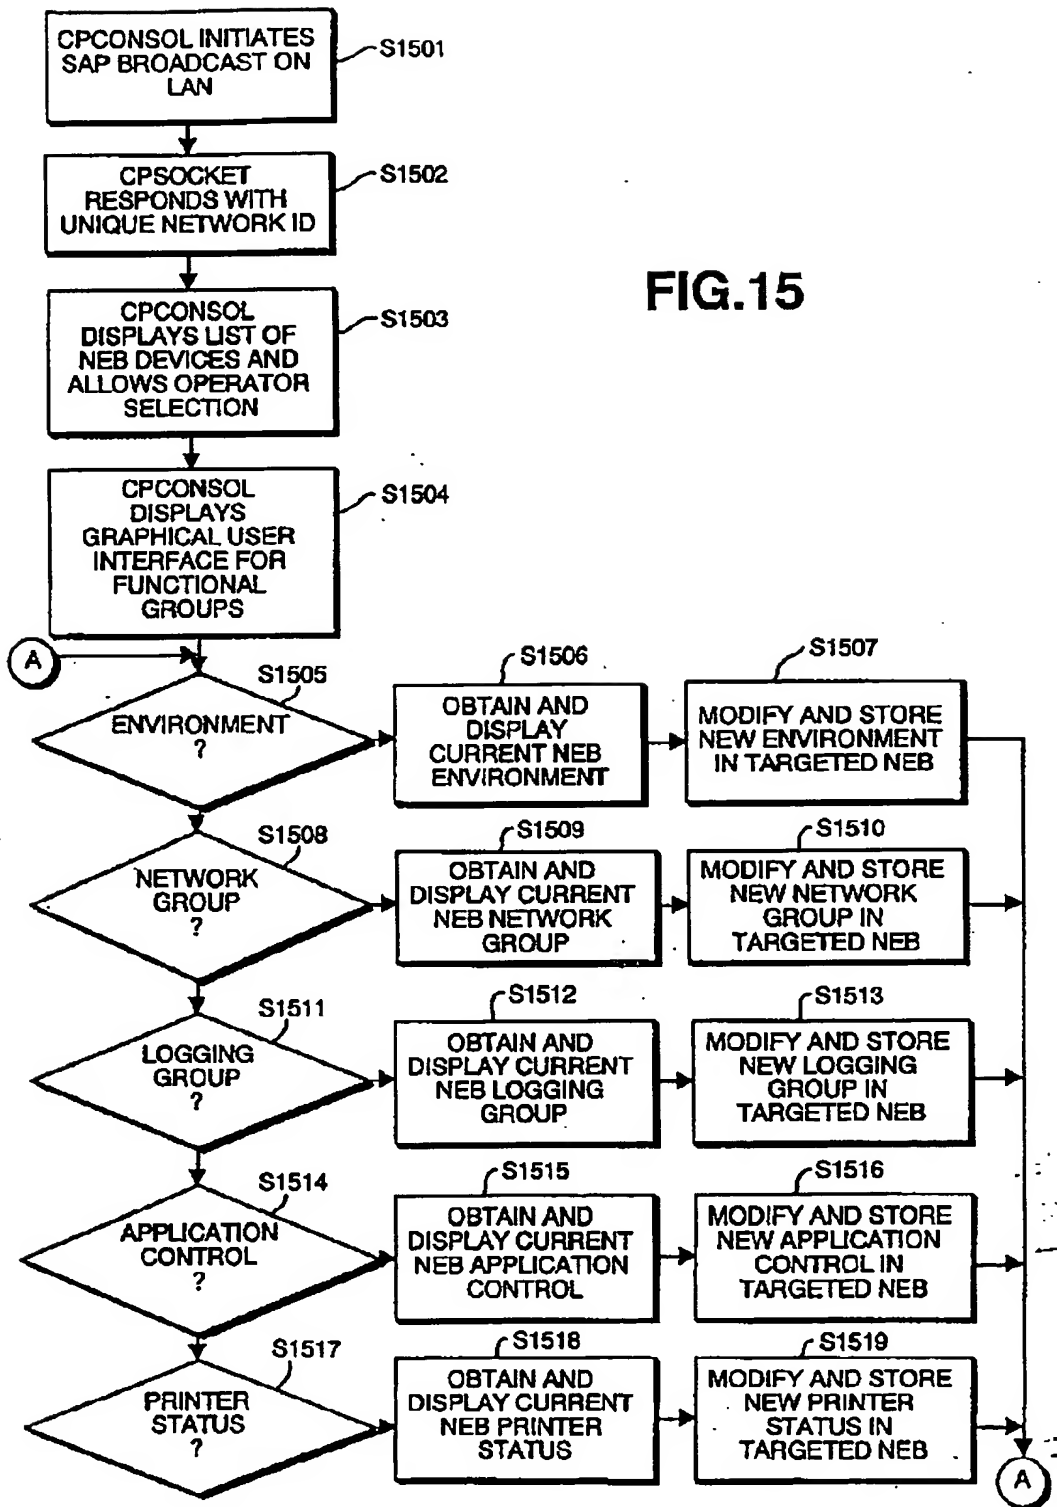 CPCONSOL INITIATES
SAP BROADCAST ON
LAN
S1501
CPSOCKET
RESPONDS WITH
UNIQUE NETWORK ID
S1502
FIG.15
CPCONSOL
DISPLAYS LIST OF
NEB DEVICES AND
ALLOWS OPERATOR
SELECTION
S1503
CPCONSOL
DISPLAYS
GRAPHICAL USER
INTERFACE FOR
FUNCTIONAL
GROUPS
S1504
A
ENVIRONMENT
?
S1505
OBTAIN AND
DISPLAY
CURRENT NEB
ENVIRONMENT
S1506
MODIFY AND STORE
NEW ENVIRONMENT
IN TARGETED NEB
S1507
NETWORK
GROUP
?
S1508
OBTAIN AND
DISPLAY CURRENT
NEB NETWORK
GROUP
S1509
MODIFY AND STORE
NEW NETWORK
GROUP IN
TARGETED NEB
S1510
LOGGING
GROUP
?
S1511
OBTAIN AND
DISPLAY CURRENT
NEB LOGGING
GROUP
S1512
MODIFY AND STORE
NEW LOGGING
GROUP IN
TARGETED NEB
S1513
APPLICATION
CONTROL
?
S1514
OBTAIN AND
DISPLAY CURRENT
NEB APPLICATION
CONTROL
S1515
MODIFY AND STORE
NEW APPLICATION
CONTROL IN
TARGETED NEB
S1516
PRINTER
STATUS
?
S1517
OBTAIN AND
DISPLAY CURRENT
NEB PRINTER
STATUS
S1518
MODIFY AND STORE
NEW PRINTER
STATUS IN
TARGETED NEB
S1519
A